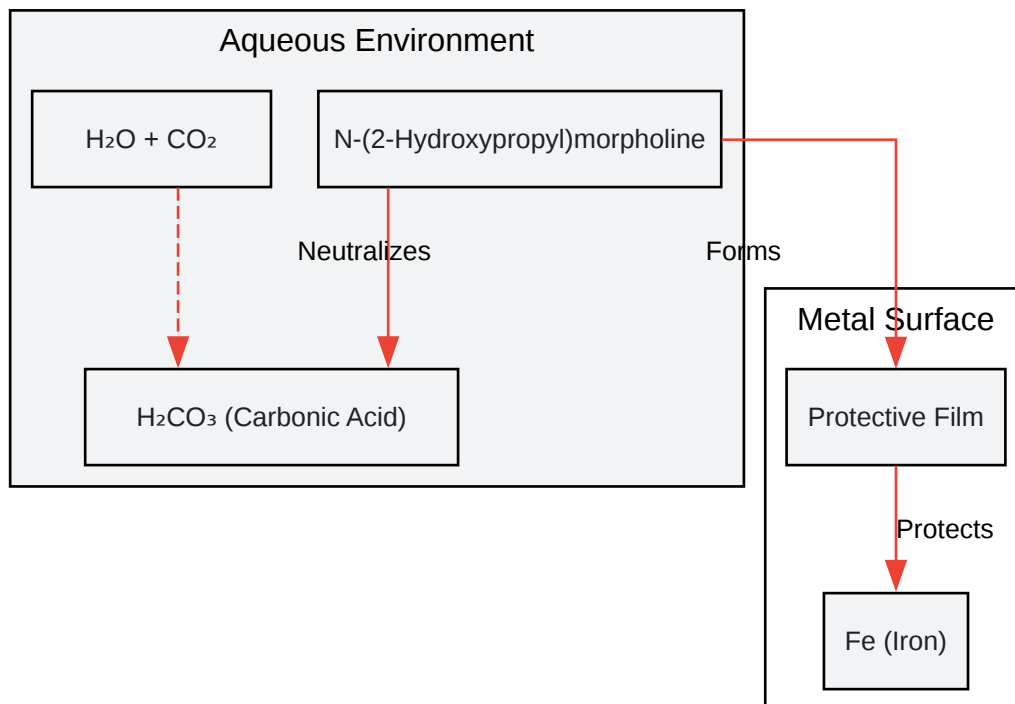 Aqueous Environment
H₂O + CO₂
N-(2-Hydroxypropyl)morpholine
Neutralizes
Forms
H₂CO₃ (Carbonic Acid)
Metal Surface
Protective Film
Protects
Fe (Iron)